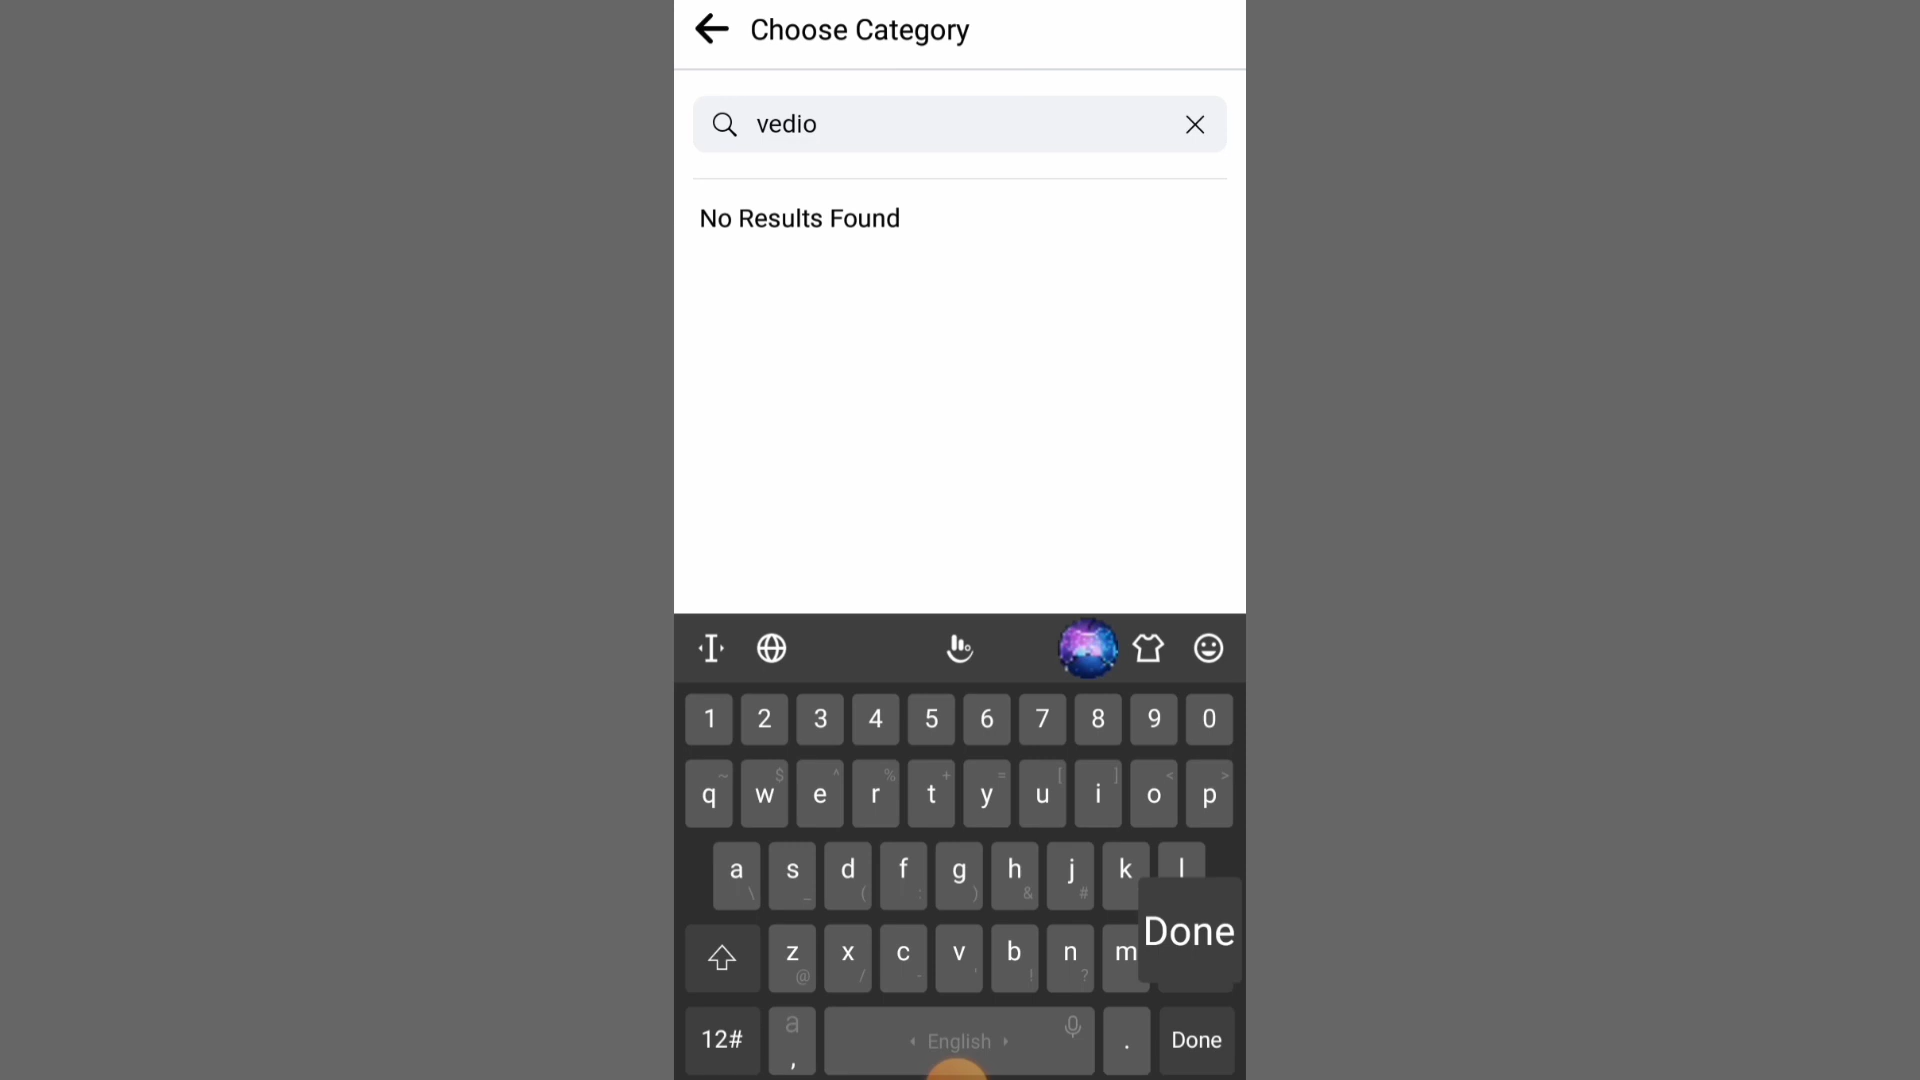 Choose Category
vedio
No Results Found
1 2 3 4 5 6 7 8 9 0
~ $ ^ % + = [ ] < >
q w e r t y u i o p
a s d f g h j k l
\ _ ( : ) & #
Done
z x c v b n m
@ / - ' ! ?
12# a , English . Done